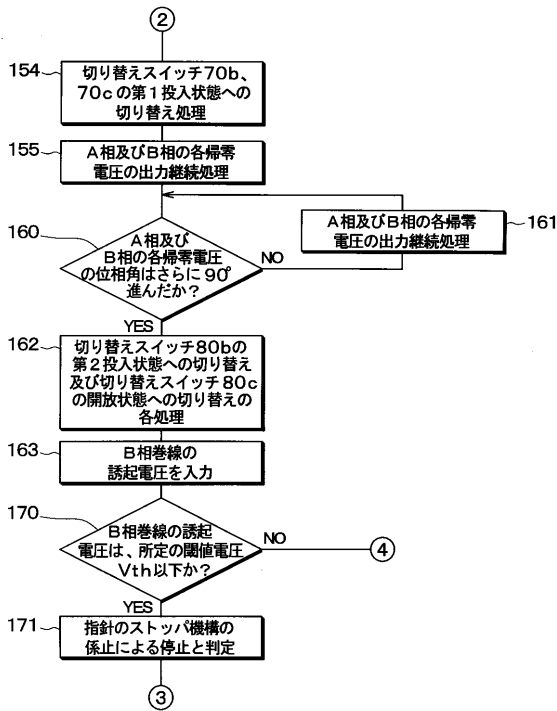 ②
154
切り替えスイッチ70b、
70cの第1投入状態への
切り替え処理
155
A相及びB相の各帰零
電圧の出力継続処理
160
A相及び
B相の各帰零電圧
の位相角はさらに90°
進んだか?
NO
A相及びB相の各帰零
電圧の出力継続処理
161
YES
162
切り替えスイッチ80bの
第2投入状態への切り替え
及び切り替えスイッチ80c
の開放状態への切り替えの
各処理
163
B相巻線の
誘起電圧を入力
170
B相巻線の誘起
電圧は、所定の閾値電圧
Vth以下か?
NO
④
YES
171
指針のストッパ機構の
係止による停止と判定
③